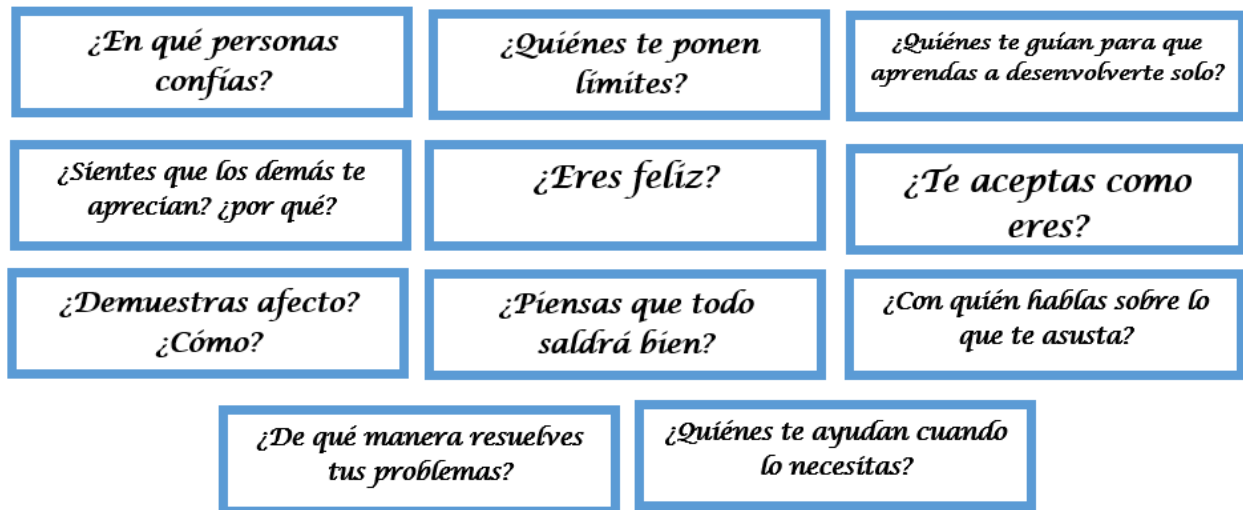 ¿En qué personas
confías?
¿Quiénes te ponen
límites?
¿Quiénes te guían para que
aprendas a desenvolverte solo?
¿Sientes que los demás te
aprecian? ¿por qué?
¿Eres feliz?
¿Te aceptas como
eres?
¿Demuestras afecto?
¿Cómo?
¿Piensas que todo
saldrá bien?
¿Con quién hablas sobre lo
que te asusta?
¿De qué manera resuelves
tus problemas?
¿Quiénes te ayudan cuando
lo necesitas?